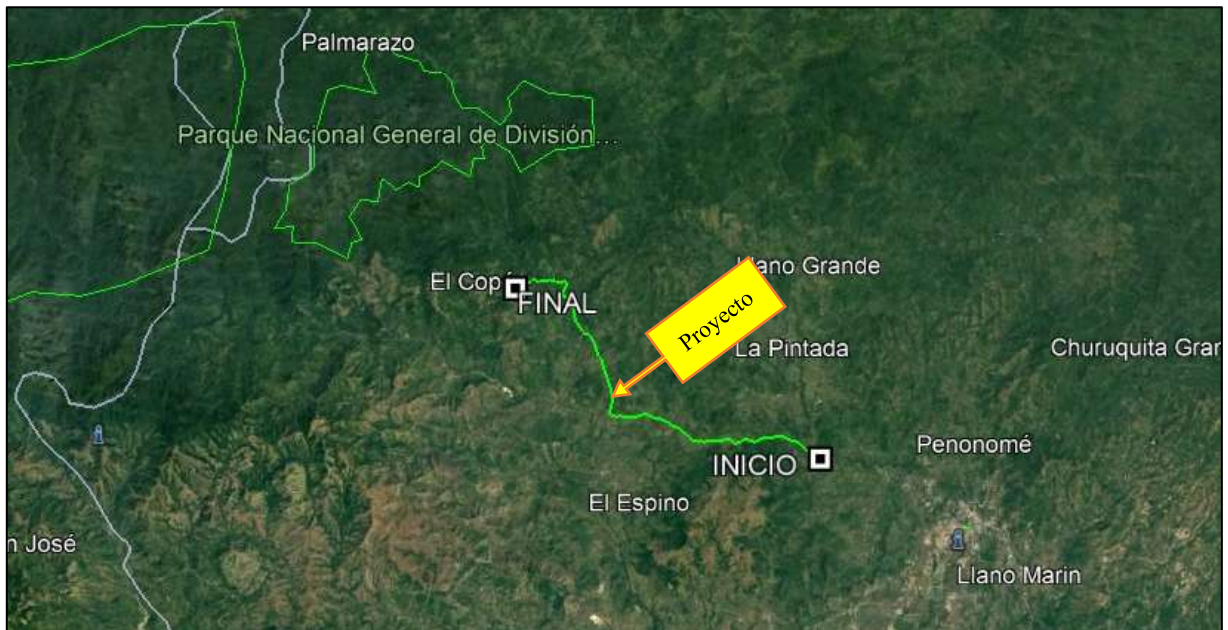 Palmarazo
Parque Nacional General de División...
Llano Grande
El Copé
FINAL
Proyecto
La Pintada
Churuquita Gran
Penonomé
INICIO
El Espino
n José
Llano Marin